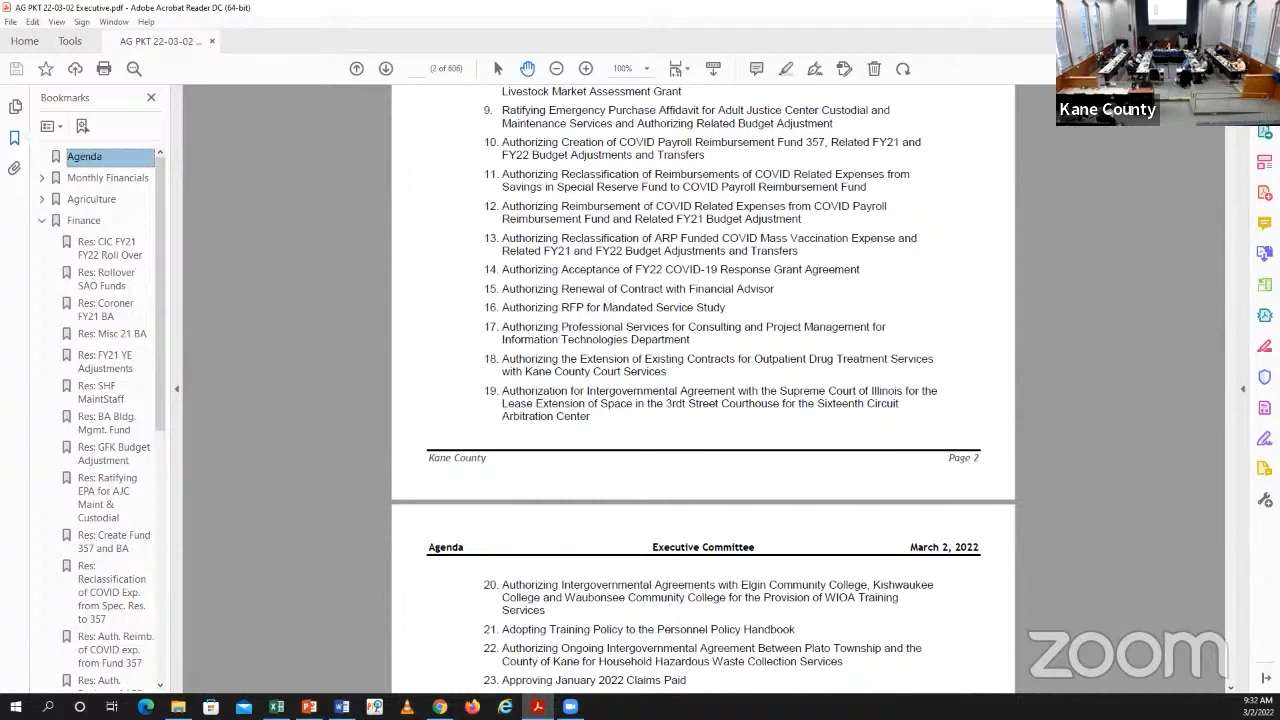 AG PKT 22-03-02 Executive.pdf - Adobe Acrobat Reader DC (64-bit)
File Edit View Sign Window Help
Home Tools AG PKT 22-03-02 ... ×
(2 of 606) 100%
Bookmarks
Agenda
Monthly Financials
Agriculture
Finance
Res: CIC FY21
FY22 Roll Over
Res: Rollover
SAO Funds
Res: Coroner
FY21 BA
Res: Misc 21 BA
Res: FY21 YE
Adjustments
Res: SHF
MaintStaff
Res: BA Bldg.
Mgmt. Fund
Res: GFK Budget
Adjustment
Res: Ratifying
EPA for AJC
Maint &
Custodial
Res: Create Fund
357 and BA
Res:
Reclassification
of COVID Exp.
from Spec. Res.
to 357
Res: Auth. Reimb.
of COVID exp.
from Fund 357
Res: Auth.
Livestock Market Assessment Grant
9. Ratifying Emergency Purchase Affidavit for Adult Justice Center Custodial and
Maintenance Services and Authorizing Related Budget Adjustment
10. Authorizing Creation of COVID Payroll Reimbursement Fund 357, Related FY21 and
FY22 Budget Adjustments and Transfers
11. Authorizing Reclassification of Reimbursements of COVID Related Expenses from
Savings in Special Reserve Fund to COVID Payroll Reimbursement Fund
12. Authorizing Reimbursement of COVID Related Expenses from COVID Payroll
Reimbursement Fund and Related FY21 Budget Adjustment
13. Authorizing Reclassification of ARP Funded COVID Mass Vaccination Expense and
Related FY21 and FY22 Budget Adjustments and Transfers
14. Authorizing Acceptance of FY22 COVID-19 Response Grant Agreement
15. Authorizing Renewal of Contract with Financial Advisor
16. Authorizing RFP for Mandated Service Study
17. Authorizing Professional Services for Consulting and Project Management for
Information Technologies Department
18. Authorizing the Extension of Existing Contracts for Outpatient Drug Treatment Services
with Kane County Court Services
19. Authorization for Intergovernmental Agreement with the Supreme Court of Illinois for the
Lease Extension of Space in the 3rdt Street Courthouse for the Sixteenth Circuit
Arbitration Center
Kane County Page 2
Agenda Executive Committee March 2, 2022
20. Authorizing Intergovernmental Agreements with Elgin Community College, Kishwaukee
College and Waubonsee Community College for the Provision of WIOA Training
Services
21. Adopting Training Policy to the Personnel Policy Handbook
22. Authorizing Ongoing Intergovernmental Agreement Between Plato Township and the
County of Kane for Household Hazardous Waste Collection Services
23. Approving January 2022 Claims Paid
Kane County
zoom
9:32 AM
3/2/2022